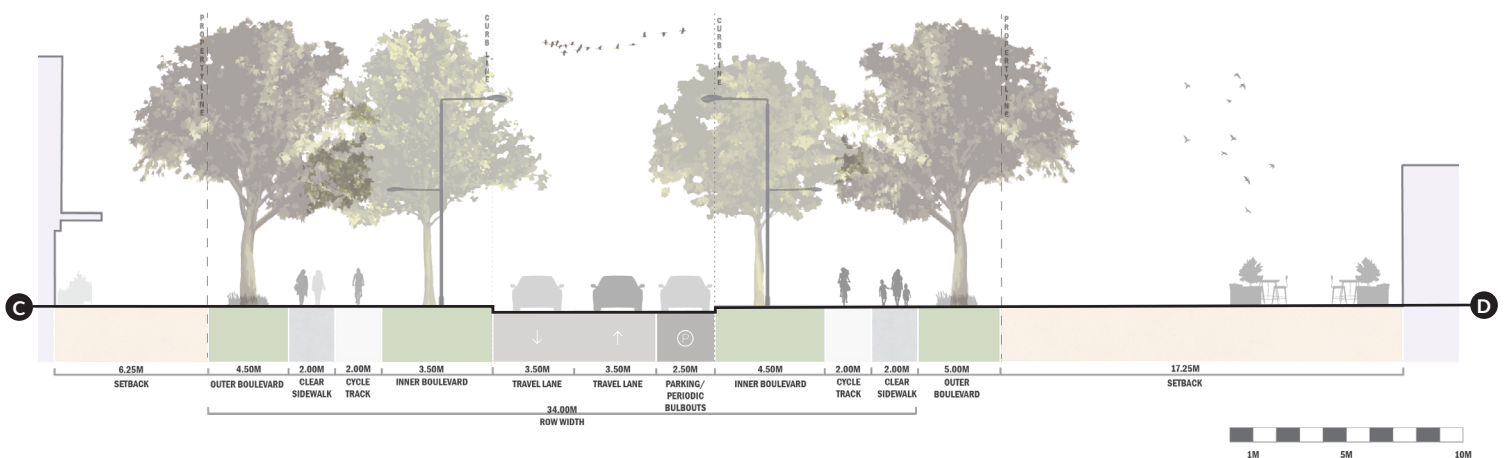 PROPERTY LINE
CURB LINE
CURB LINE
PROPERTY LINE
C
D
P
6.25M
SETBACK
4.50M
OUTER BOULEVARD
2.00M
CLEAR
SIDEWALK
2.00M
CYCLE
TRACK
3.50M
INNER BOULEVARD
3.50M
TRAVEL LANE
3.50M
TRAVEL LANE
2.50M
PARKING/
PERIODIC
BULBOUTS
4.50M
INNER BOULEVARD
2.00M
CYCLE
TRACK
2.00M
CLEAR
SIDEWALK
5.00M
OUTER
BOULEVARD
17.25M
SETBACK
34.00M
ROW WIDTH
1M
5M
10M